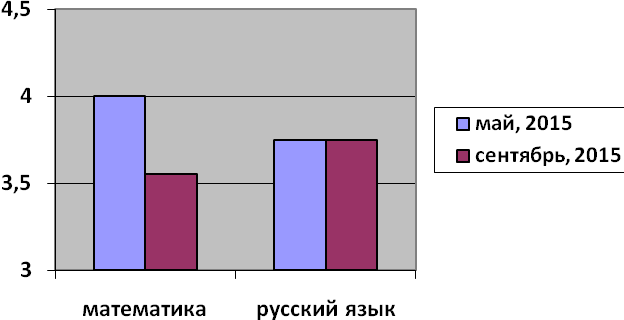 4,5
4
3,5
3
математика
русский язык
май, 2015
сентябрь, 2015